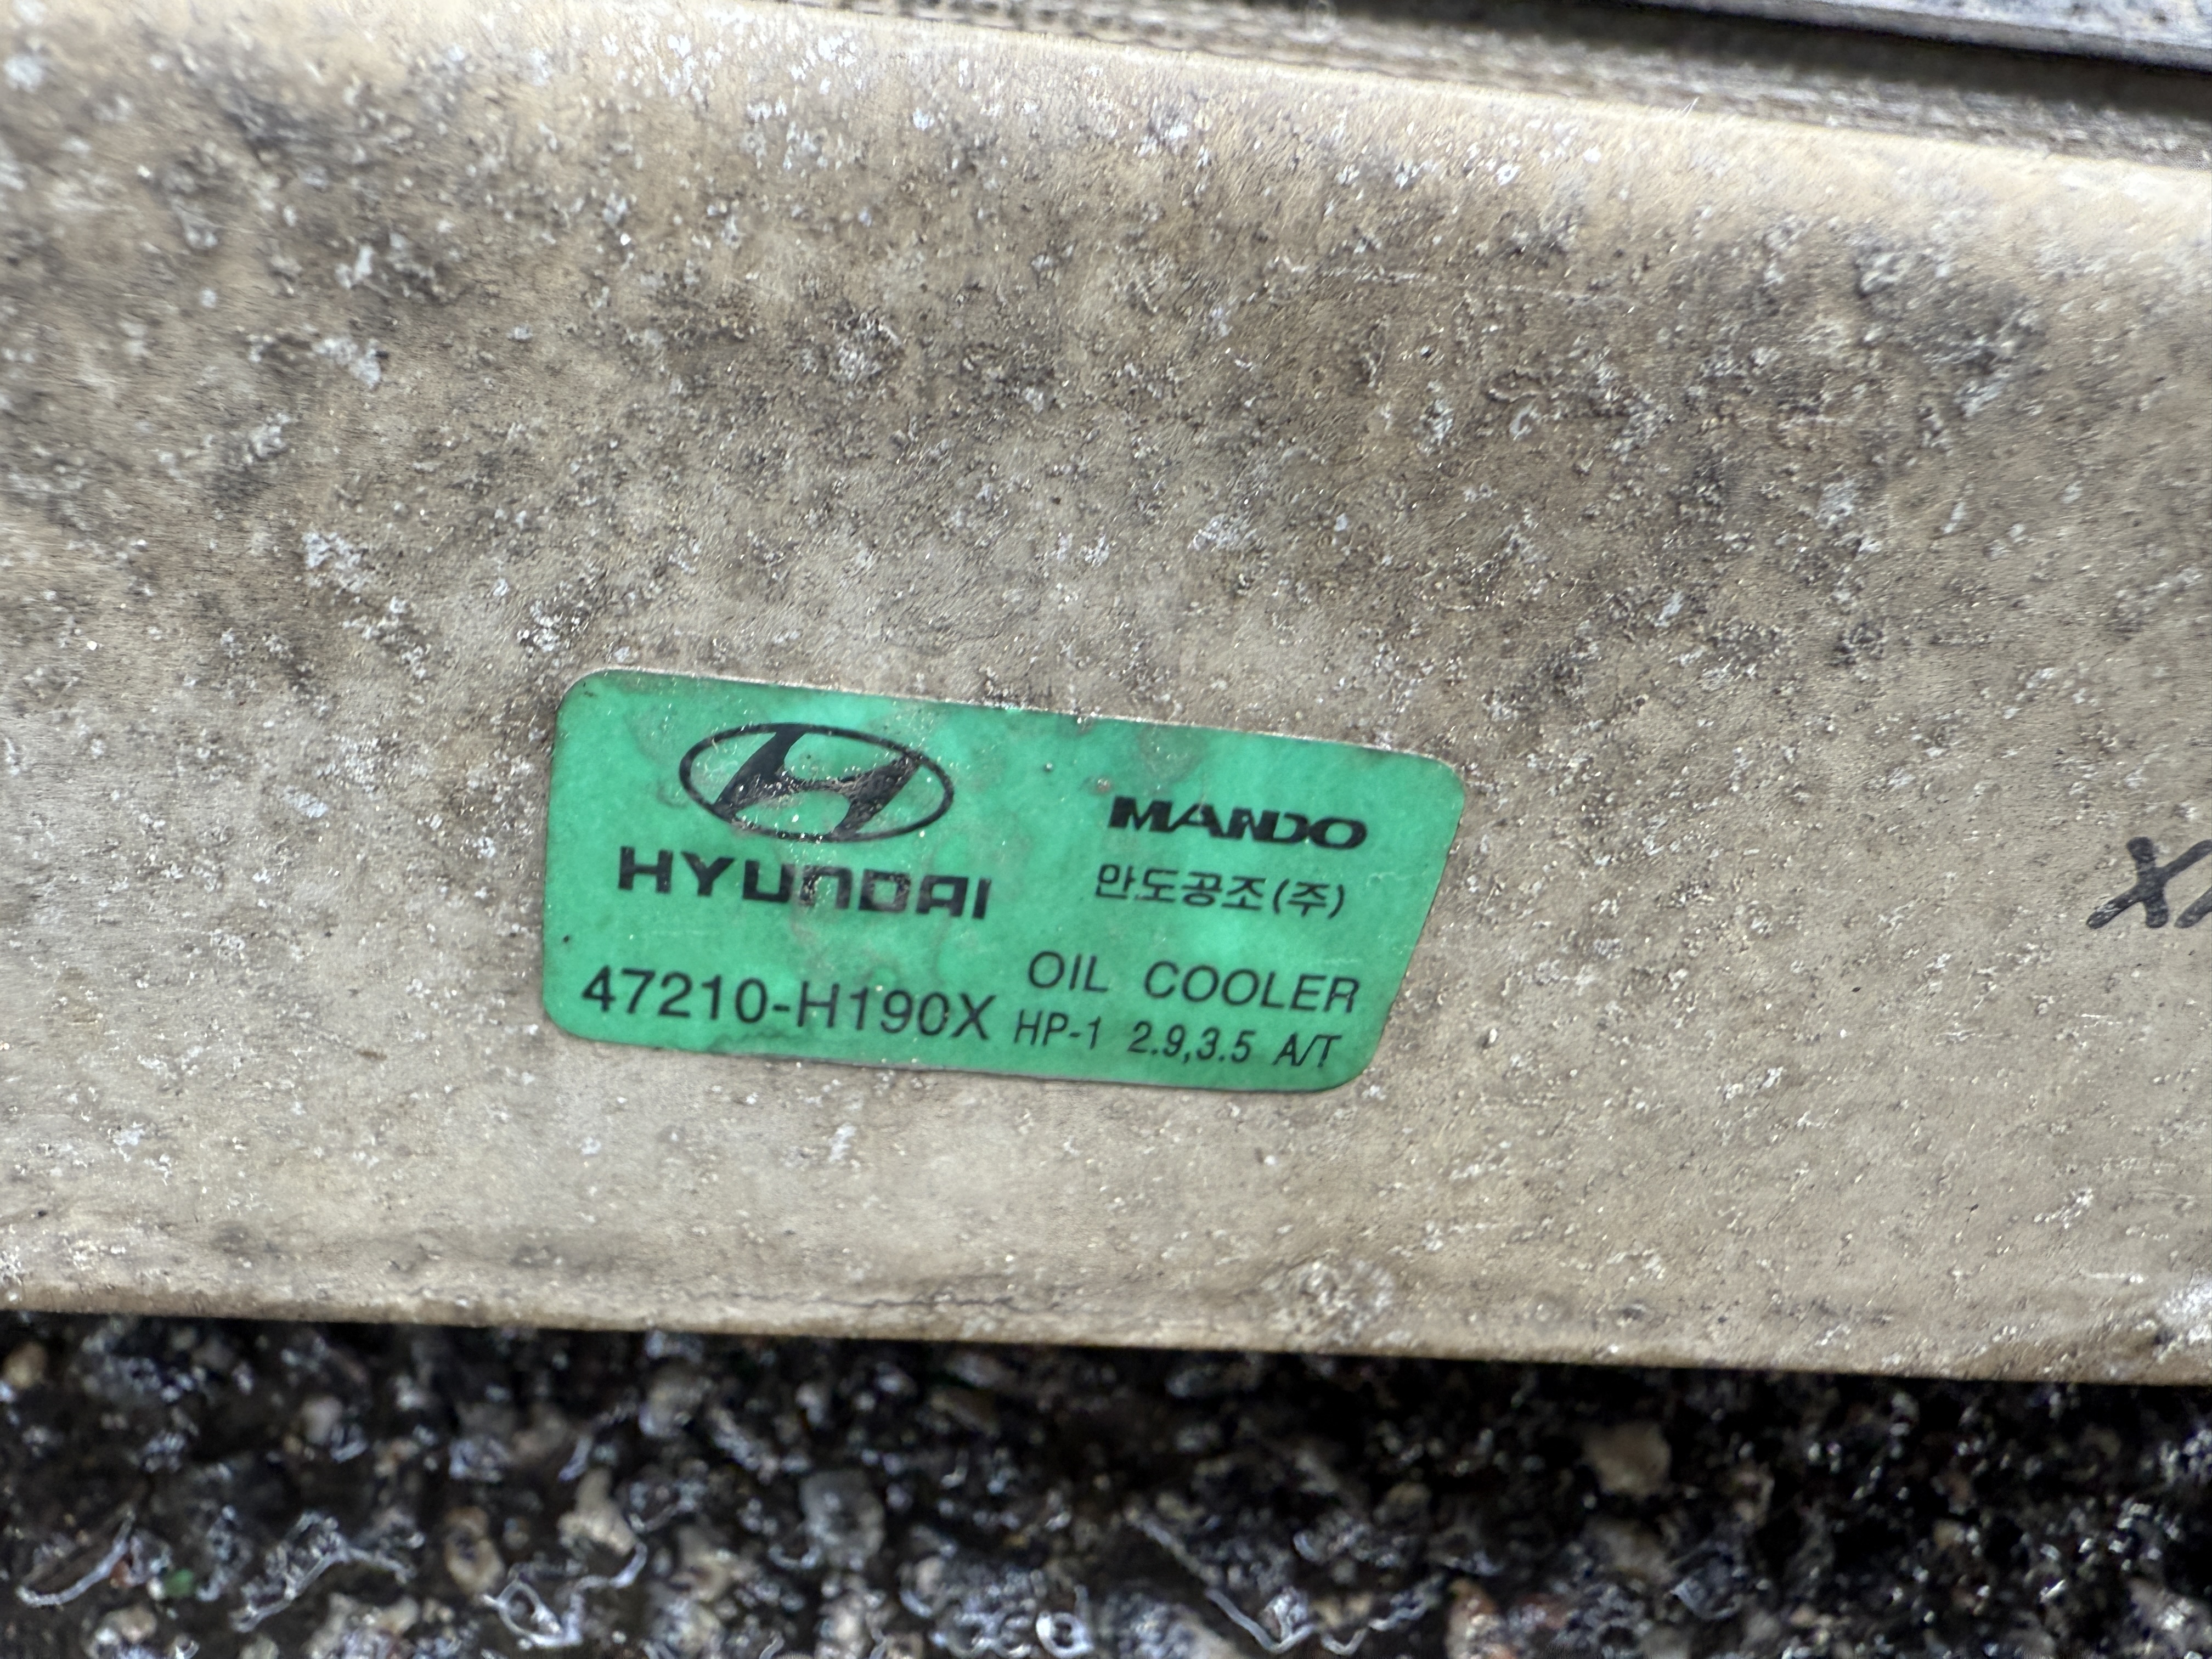 HYUNDAI
MANDO
만도공조(주)
47210-H190X
OIL COOLER
HP-1 2.9,3.5 A/T